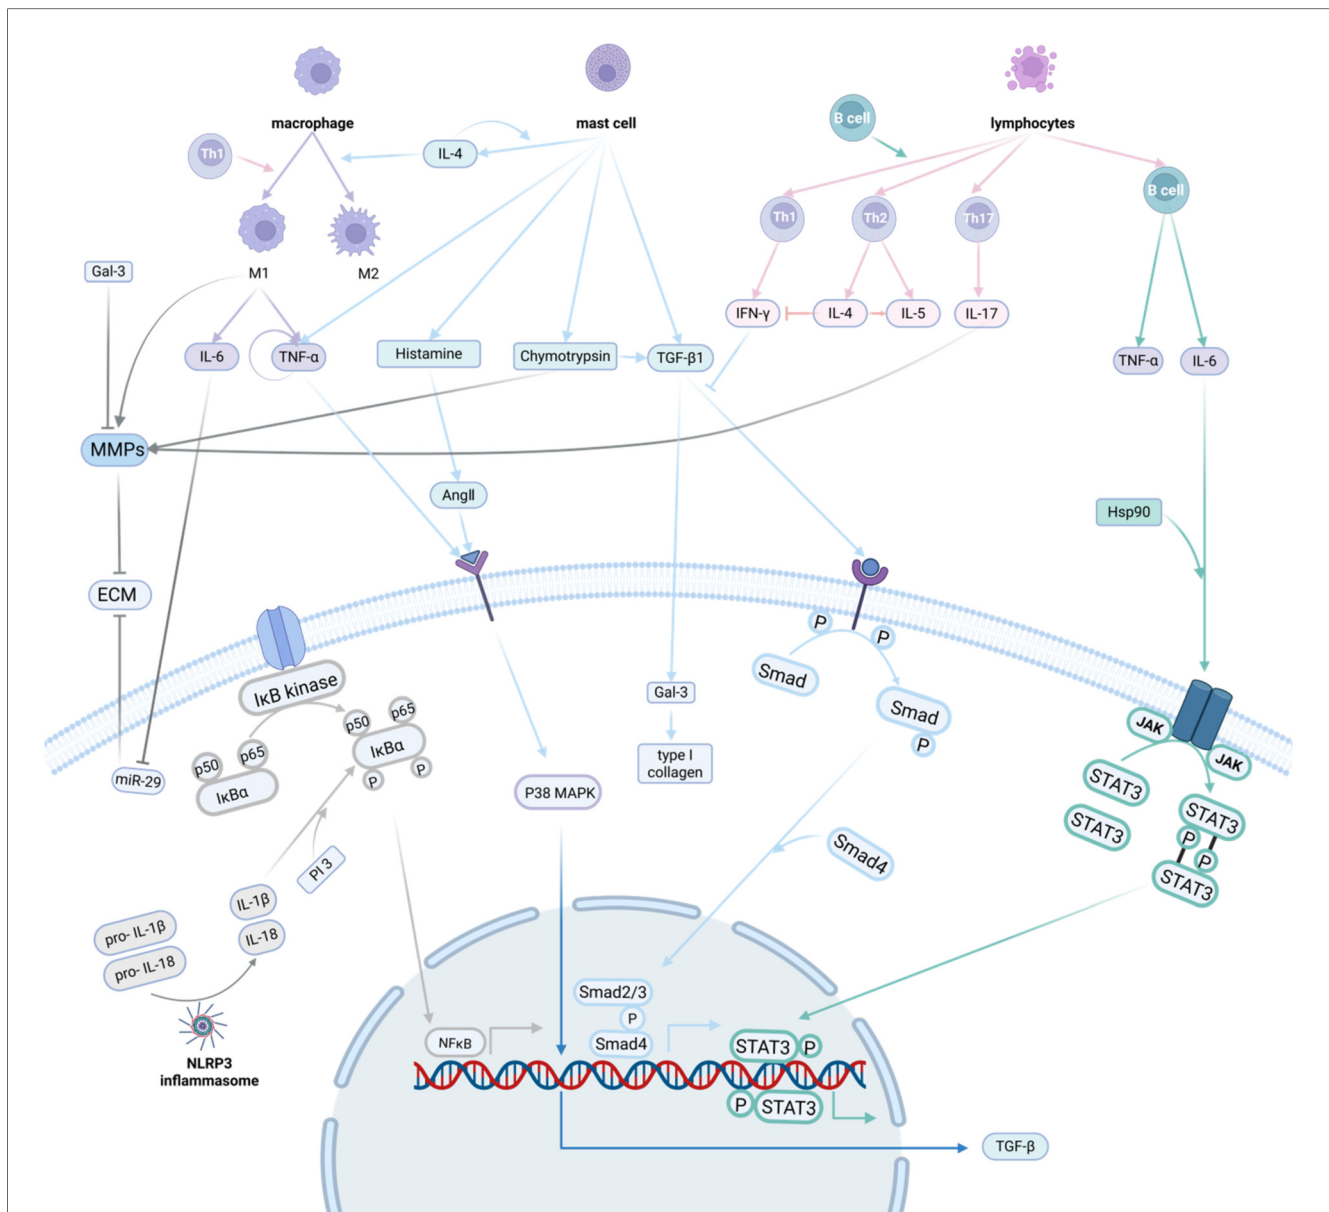 macrophage
mast cell
lymphocytes
B cell
Th1
IL-4
B cell
Th1
Th2
Th17
M1
M2
Gal-3
IFN-γ
IL-4
IL-5
IL-17
IL-6
TNF-α
Histamine
Chymotrypsin
TGF-β1
TNF-α
IL-6
MMPs
AngII
Hsp90
ECM
P
P
Smad
Smad
P
IκB kinase
p50
p65
IκBα
p50
p65
IκBα
P
P
Gal-3
type I
collagen
miR-29
P38 MAPK
JAK
JAK
STAT3
STAT3
STAT3
P
P
STAT3
Smad4
PI 3
IL-1β
IL-18
pro- IL-1β
pro- IL-18
NLRP3
inflammasome
NFκB
Smad2/3
P
Smad4
STAT3
P
P
STAT3
TGF-β